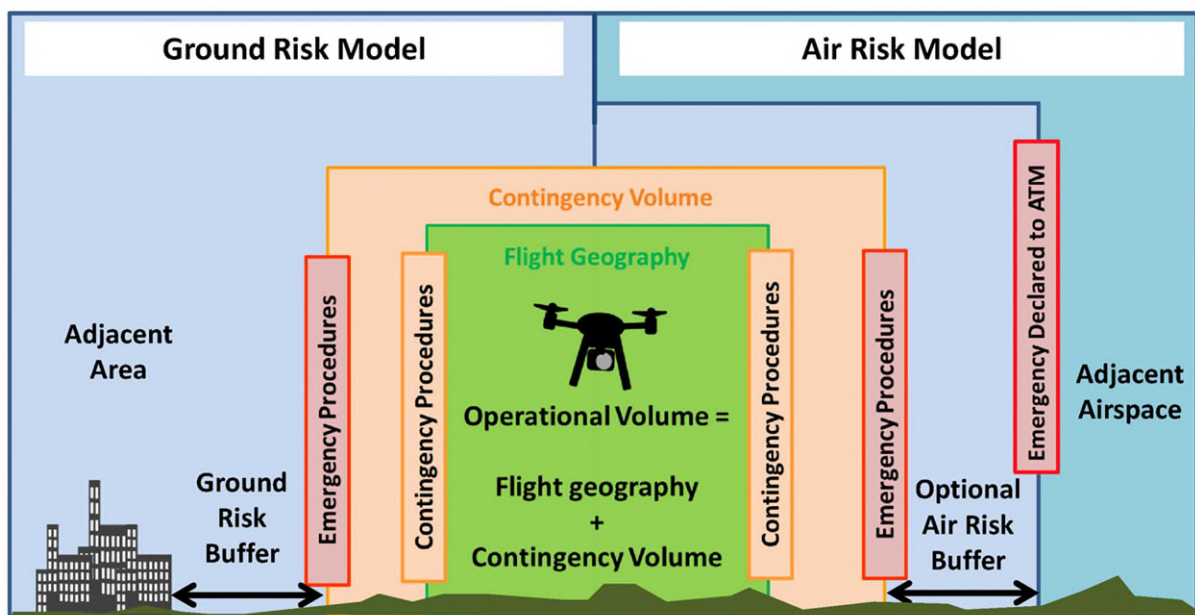 Ground Risk Model
Air Risk Model
Contingency Volume
Flight Geography
Adjacent
Area
Ground
Risk
Buffer
Emergency Procedures
Contingency Procedures
Operational Volume =
Flight geography
+
Contingency Volume
Contingency Procedures
Emergency Procedures
Optional
Air Risk
Buffer
Emergency Declared to ATM
Adjacent
Airspace